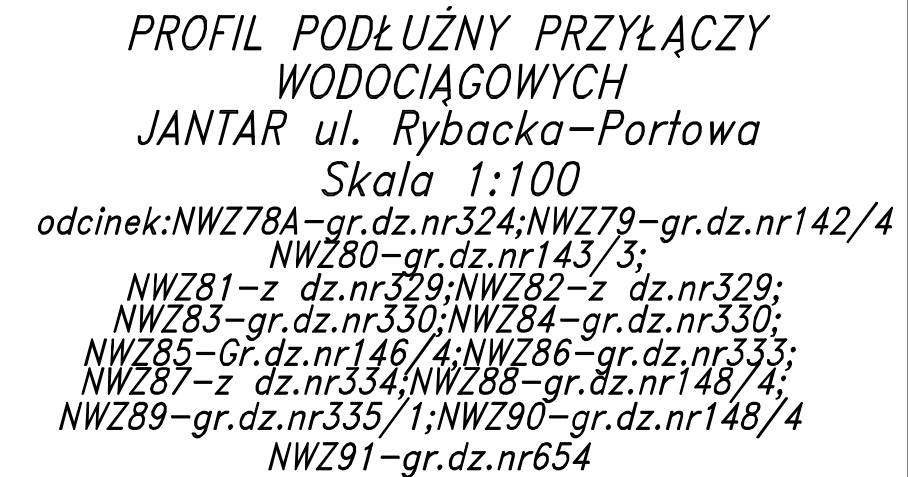 PROFIL PODŁUŻNY PRZYŁĄCZY
WODOCIĄGOWYCH
JANTAR ul. Rybacka-Portowa
Skala 1:100
odcinek:NWZ78A-gr.dz.nr324;NWZ79-gr.dz.nr142/4
NWZ80-gr.dz.nr143/3;
NWZ81-z dz.nr329;NWZ82-z dz.nr329;
NWZ83-gr.dz.nr330;NWZ84-gr.dz.nr330;
NWZ85-Gr.dz.nr146/4;NWZ86-gr.dz.nr333;
NWZ87-z dz.nr334;NWZ88-gr.dz.nr148/4;
NWZ89-gr.dz.nr335/1;NWZ90-gr.dz.nr148/4
NWZ91-gr.dz.nr654